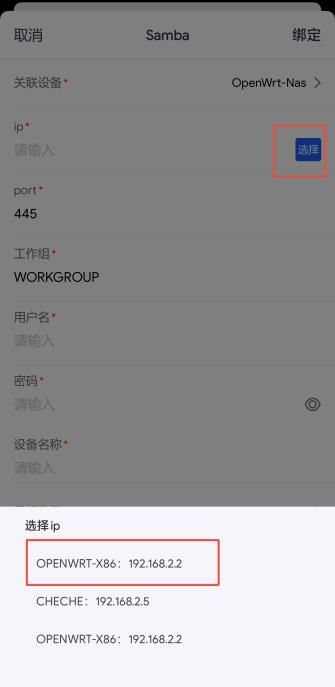 取消 Samba 绑定
关联设备* OpenWrt-Nas >
ip*
请输入 选择
port*
445
工作组*
WORKGROUP
用户名*
请输入
密码*
请输入
设备名称*
请输入
选择ip
OPENWRT-X86：192.168.2.2
CHECHE：192.168.2.5
OPENWRT-X86：192.168.2.2